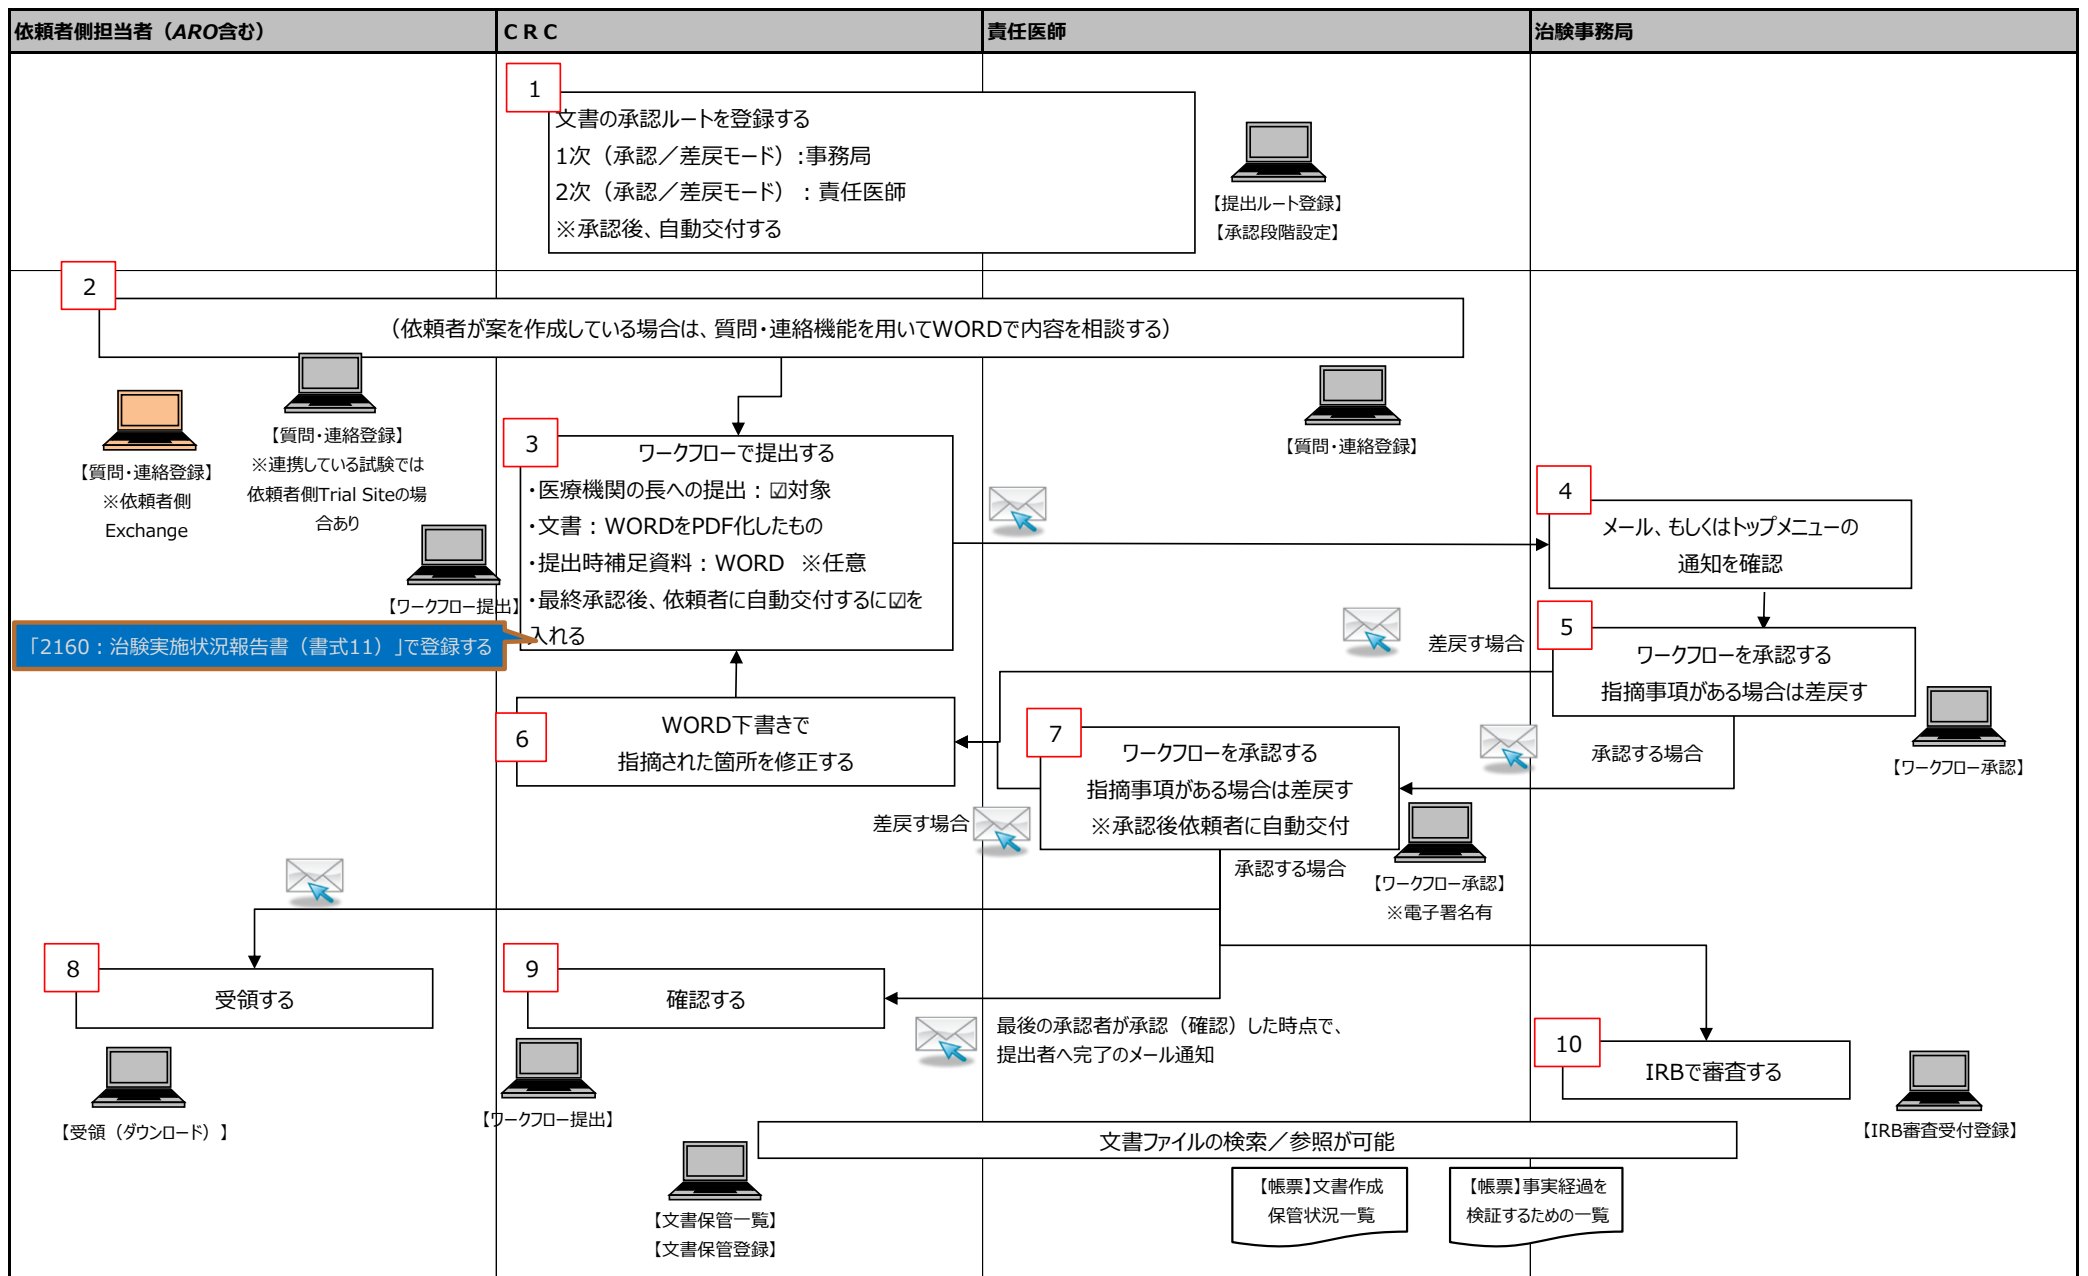 依頼者側担当者（ARO含む）
ＣＲＣ
責任医師
治験事務局
1
文書の承認ルートを登録する
1次（承認／差戻モード）:事務局
2次（承認／差戻モード）：責任医師
※承認後、自動交付する
【提出ルート登録】
【承認段階設定】
2
（依頼者が案を作成している場合は、質問・連絡機能を用いてWORDで内容を相談する）
【質問・連絡登録】
※依頼者側
Exchange
【質問・連絡登録】
※連携している試験では
依頼者側Trial Siteの場
合あり
【質問・連絡登録】
3
ワークフローで提出する
・医療機関の長への提出：☑対象
・文書：WORDをPDF化したもの
・提出時補足資料：WORD　※任意
・最終承認後、依頼者に自動交付するに☑を
入れる
【ワークフロー提出】
「2160：治験実施状況報告書（書式11）」で登録する
4
メール、もしくはトップメニューの
通知を確認
5
ワークフローを承認する
指摘事項がある場合は差戻す
差戻す場合
【ワークフロー承認】
承認する場合
6
WORD下書きで
指摘された箇所を修正する
7
ワークフローを承認する
指摘事項がある場合は差戻す
※承認後依頼者に自動交付
差戻す場合
承認する場合
【ワークフロー承認】
※電子署名有
8
受領する
【受領（ダウンロード）】
9
確認する
【ワークフロー提出】
最後の承認者が承認（確認）した時点で、
提出者へ完了のメール通知
10
IRBで審査する
【IRB審査受付登録】
文書ファイルの検索／参照が可能
【文書保管一覧】
【文書保管登録】
【帳票】文書作成
保管状況一覧
【帳票】事実経過を
検証するための一覧